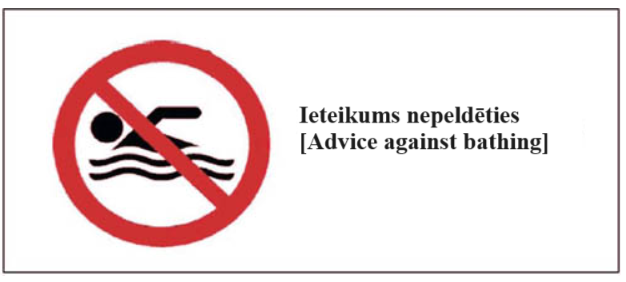 Ieteikums nepeldēties
[Advice against bathing]